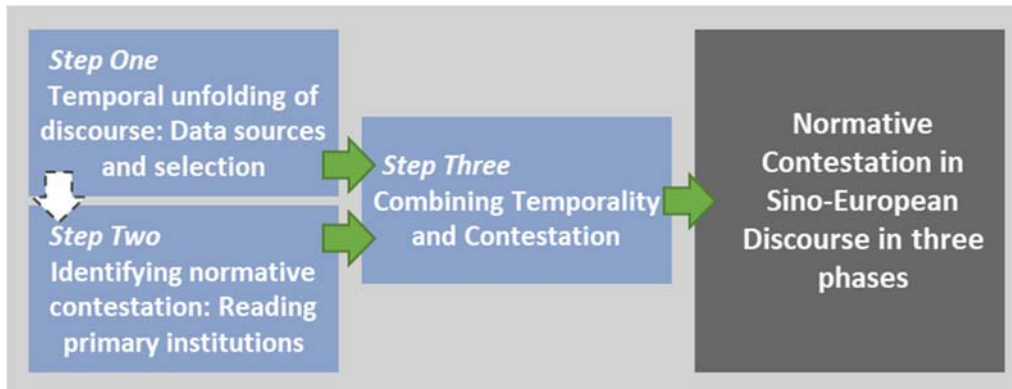 Step One
Temporal unfolding of
discourse: Data sources
and selection
Step Two
Identifying normative
contestation: Reading
primary institutions
Step Three
Combining Temporality
and Contestation
Normative
Contestation in
Sino-European
Discourse in three
phases